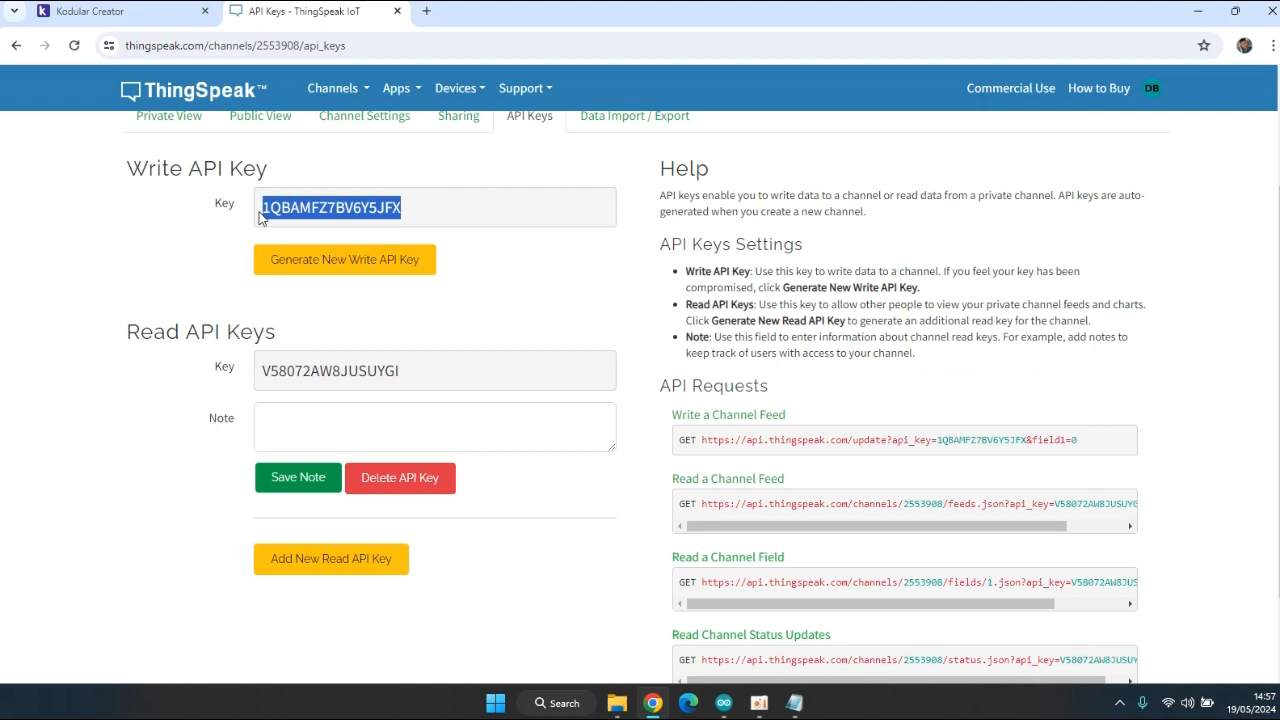 Kodular Creator
API Keys - ThingSpeak IoT
thingspeak.com/channels/2553908/api_keys
ThingSpeak™
Channels
Apps
Devices
Support
Commercial Use
How to Buy
DB
Private View
Public View
Channel Settings
Sharing
API Keys
Data Import / Export
Write API Key
Key
1QBAMFZ7BV6Y5JFX
Generate New Write API Key
Read API Keys
Key
V58072AW8JUSUYGI
Note
Save Note
Delete API Key
Add New Read API Key
Help
API keys enable you to write data to a channel or read data from a private channel. API keys are auto-
generated when you create a new channel.
API Keys Settings
• Write API Key: Use this key to write data to a channel. If you feel your key has been
compromised, click Generate New Write API Key.
• Read API Keys: Use this key to allow other people to view your private channel feeds and charts.
Click Generate New Read API Key to generate an additional read key for the channel.
• Note: Use this field to enter information about channel read keys. For example, add notes to
keep track of users with access to your channel.
API Requests
Write a Channel Feed
GET https://api.thingspeak.com/update?api_key=1QBAMFZ7BV6Y5JFX&field1=0
Read a Channel Feed
GET https://api.thingspeak.com/channels/2553908/feeds.json?api_key=V58072AW8JUSUYG
Read a Channel Field
GET https://api.thingspeak.com/channels/2553908/fields/1.json?api_key=V58072AW8JUS
Read Channel Status Updates
GET https://api.thingspeak.com/channels/2553908/status.json?api_key=V58072AW8JUSUY
Search
14:57
19/05/2024